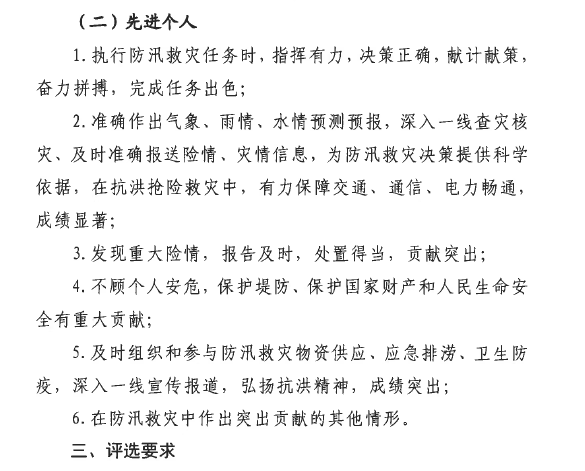 （二）先进个人
1.执行防汛救灾任务时，指挥有力，决策正确，献计献策，
奋力拼搏，完成任务出色；
2.准确作出气象、雨情、水情预测预报，深入一线查灾核
灾、及时准确报送险情、灾情信息，为防汛救灾决策提供科学
依据，在抗洪抢险救灾中，有力保障交通、通信、电力畅通，
成绩显著；
3.发现重大险情，报告及时，处置得当，贡献突出；
4.不顾个人安危，保护堤防、保护国家财产和人民生命安
全有重大贡献；
5.及时组织和参与防汛救灾物资供应、应急排涝、卫生防
疫，深入一线宣传报道，弘扬抗洪精神，成绩突出；
6.在防汛救灾中作出突出贡献的其他情形。
三、评选要求